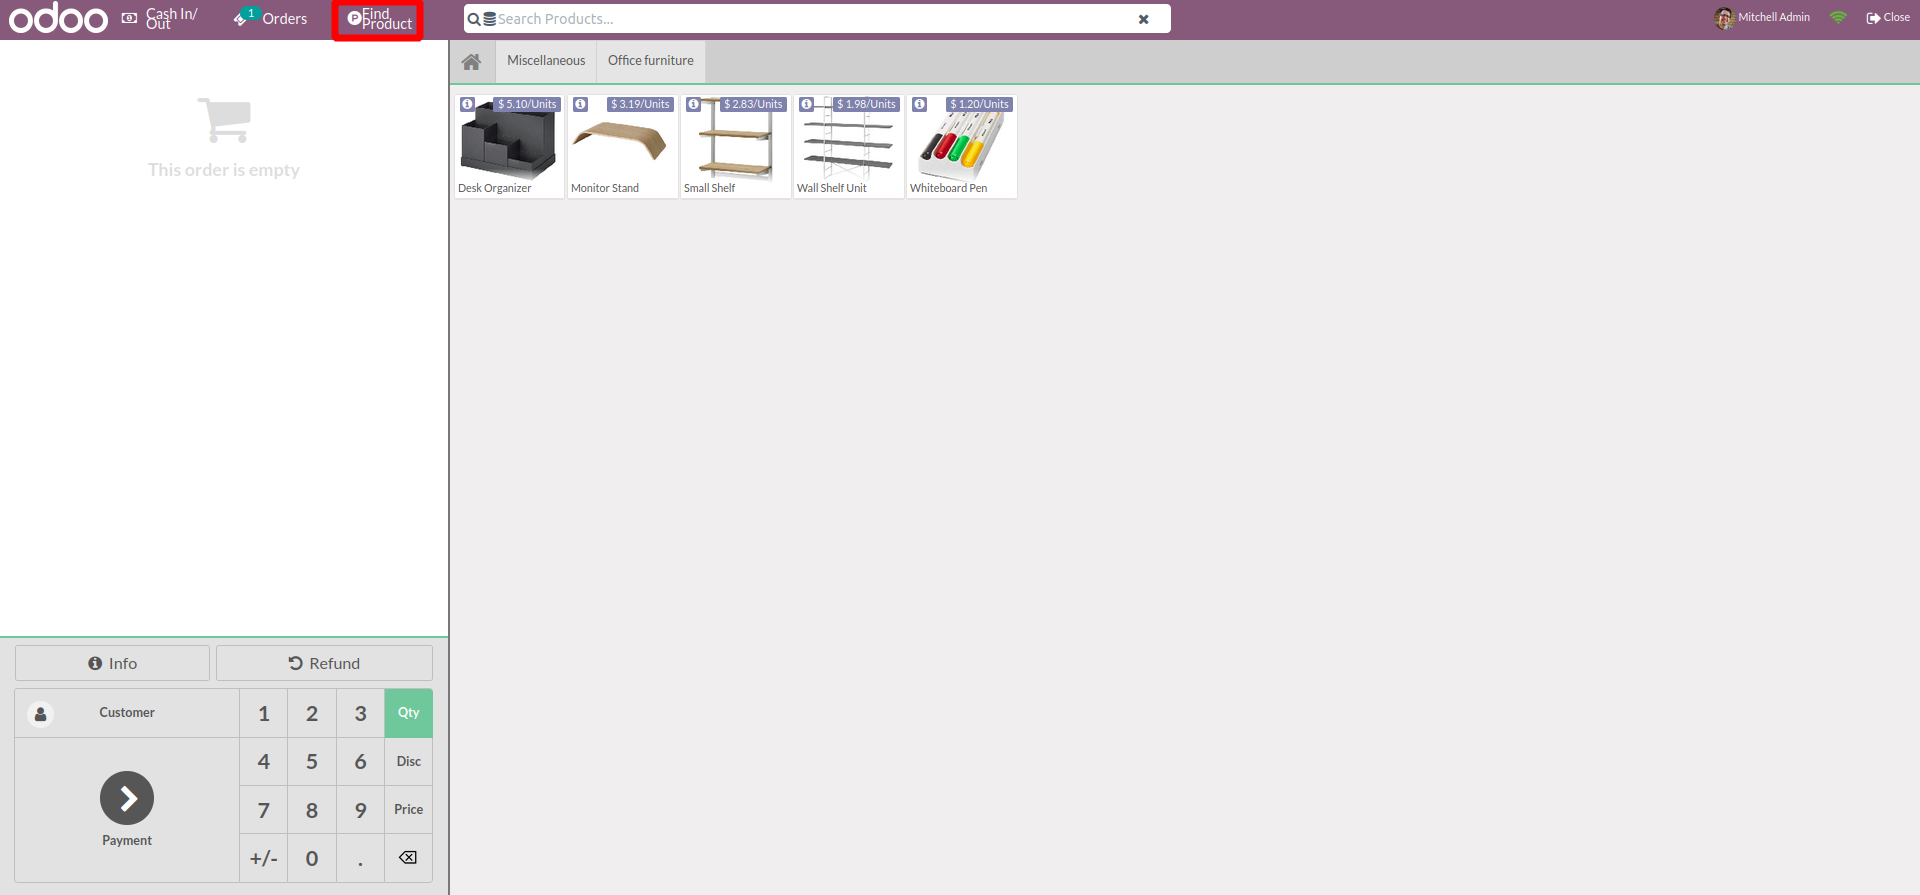 odoo
Cash In/
Out
1
Orders
P
Find
Product
Search Products...
Mitchell Admin
Close
Miscellaneous
Office furniture
This order is empty
$ 5.10/Units
$ 3.19/Units
$ 2.83/Units
$ 1.98/Units
$ 1.20/Units
Desk Organizer
Monitor Stand
Small Shelf
Wall Shelf Unit
Whiteboard Pen
Info
Refund
Customer
1 2 3 Qty
4 5 6 Disc
7 8 9 Price
Payment
+/- 0 .